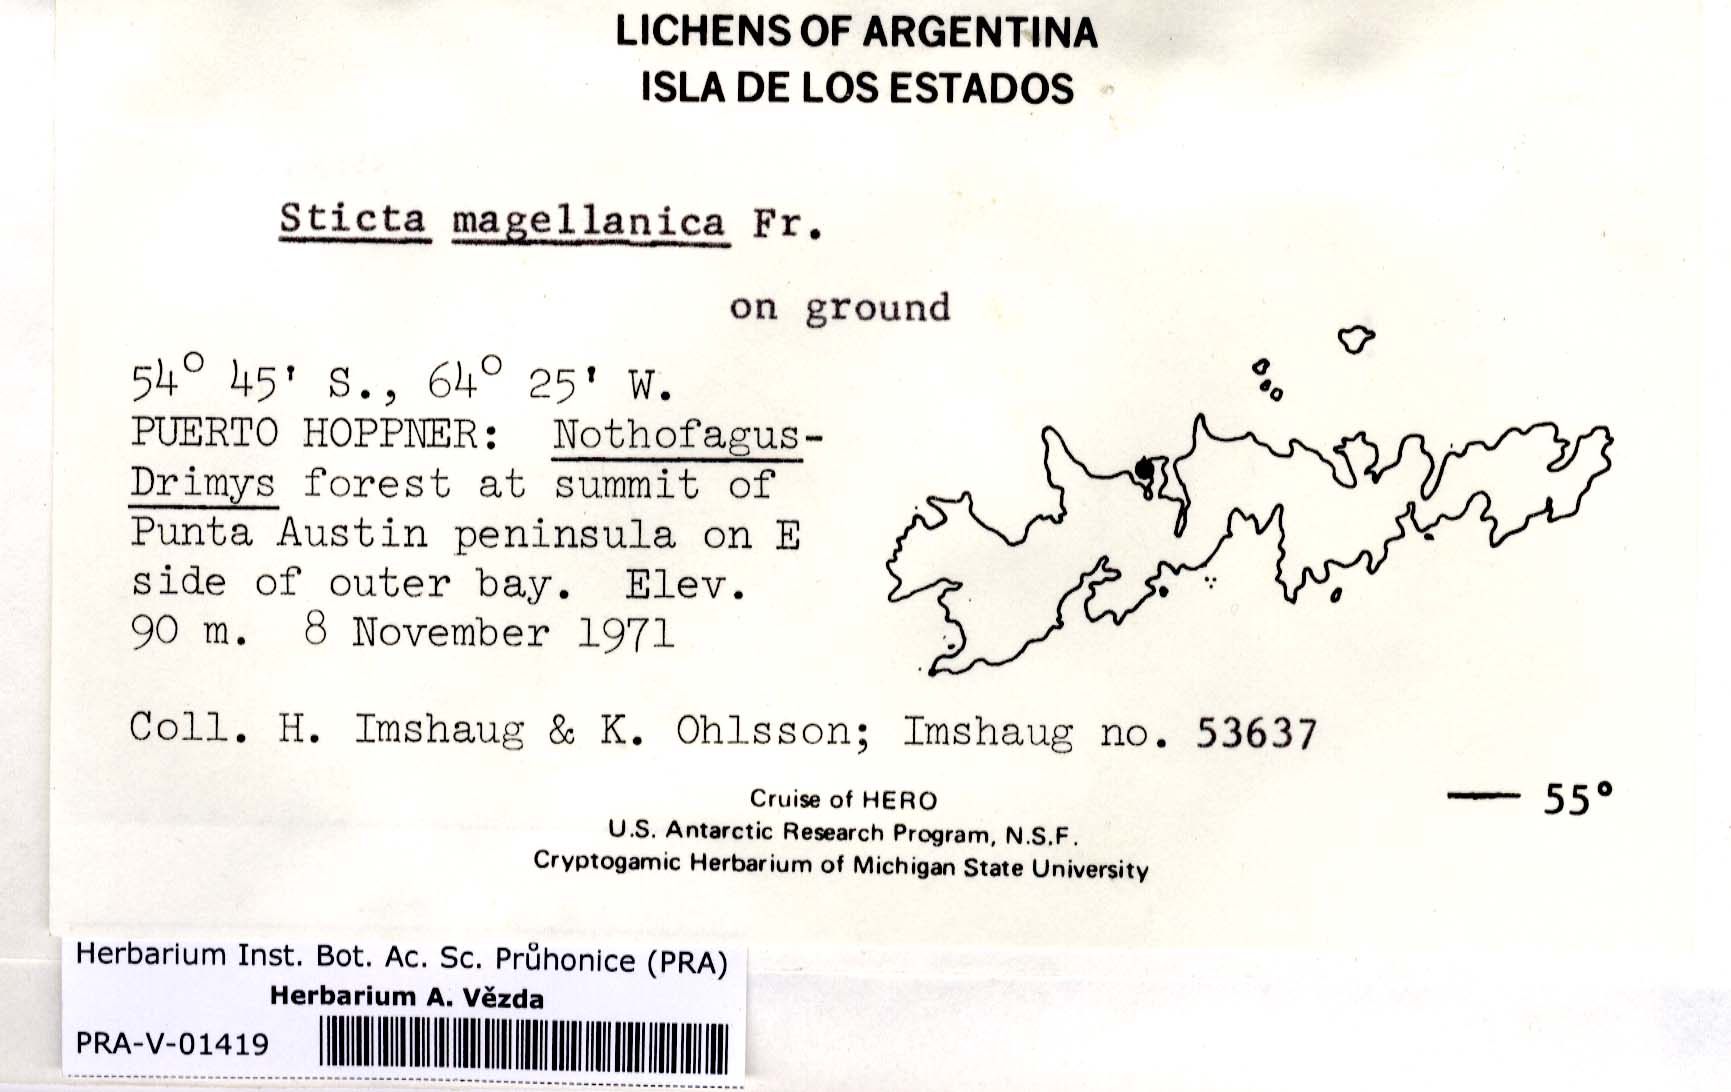 LICHENS OF ARGENTINA
ISLA DE LOS ESTADOS
Sticta magellanica Fr.
on ground
54° 45' S., 64° 25' W.
PUERTO HOPPNER: Nothofagus-
Drimys forest at summit of
Punta Austin peninsula on E
side of outer bay. Elev.
90 m. 8 November 1971
Coll. H. Imshaug & K. Ohlsson; Imshaug no. 53637
55°
Cruise of HERO
U.S. Antarctic Research Program, N.S.F.
Cryptogamic Herbarium of Michigan State University
Herbarium Inst. Bot. Ac. Sc. Průhonice (PRA)
Herbarium A. Vězda
PRA-V-01419